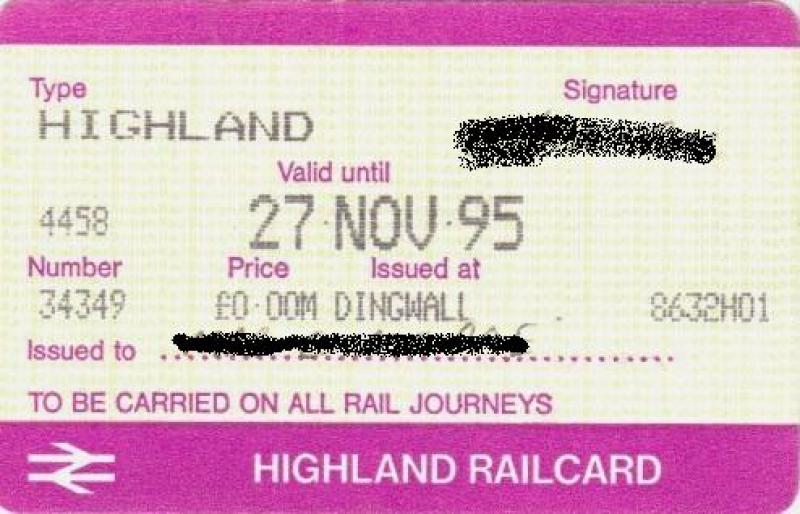 Type
Signature
HIGHLAND
Valid until
4458
27·NOV·95
Number Price Issued at
34349 £0·00M DINGWALL . 8632H01
Issued to
TO BE CARRIED ON ALL RAIL JOURNEYS
HIGHLAND RAILCARD